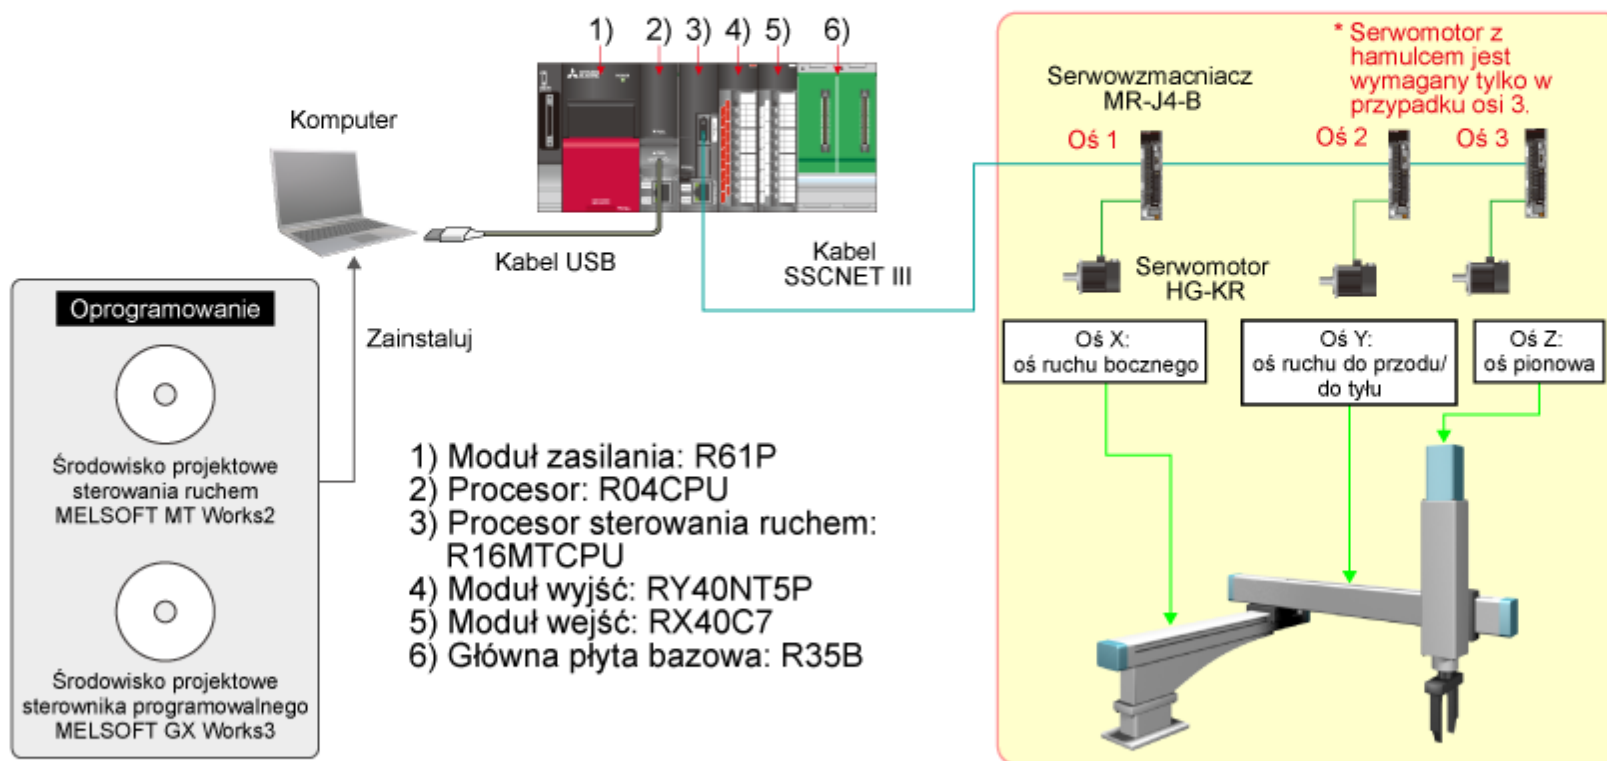 1)
2)
3)
4)
5)
6)
Komputer
Kabel USB
Kabel
SSCNET III
Zainstaluj
Oprogramowanie
Środowisko projektowe
sterowania ruchem
MELSOFT MT Works2
Środowisko projektowe
sterownika programowalnego
MELSOFT GX Works3
1) Moduł zasilania: R61P
2) Procesor: R04CPU
3) Procesor sterowania ruchem:
R16MTCPU
4) Moduł wyjść: RY40NT5P
5) Moduł wejść: RX40C7
6) Główna płyta bazowa: R35B
* Serwomotor z
hamulcem jest
wymagany tylko w
przypadku osi 3.
Serwowzmacniacz
MR-J4-B
Oś 1
Oś 2
Oś 3
Serwomotor
HG-KR
Oś X:
oś ruchu bocznego
Oś Y:
oś ruchu do przodu/
do tyłu
Oś Z:
oś pionowa